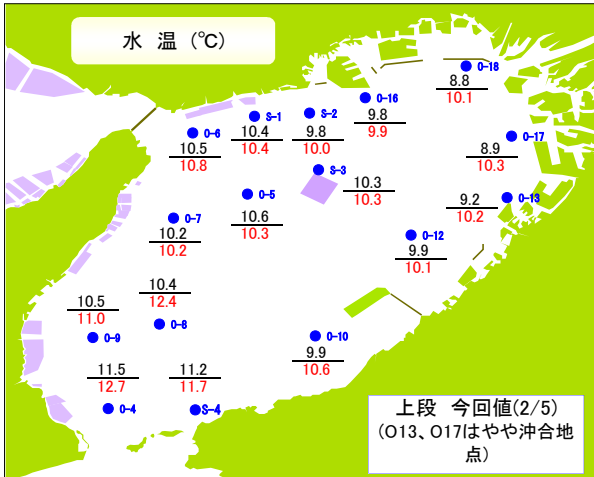 水 温 (℃)
O-18
8.8
10.1
O-16
9.8
9.9
S-2
9.8
10.0
S-1
10.4
10.4
O-6
10.5
10.8
O-17
8.9
10.3
S-3
10.3
10.3
O-5
10.6
10.3
O-13
9.2
10.2
O-7
10.2
10.2
O-12
9.9
10.1
10.4
12.4
O-8
10.5
11.0
O-9
O-10
9.9
10.6
11.5
12.7
O-4
11.2
11.7
S-4
上段 今回値(2/5)
(O13、O17はやや沖合地
点)